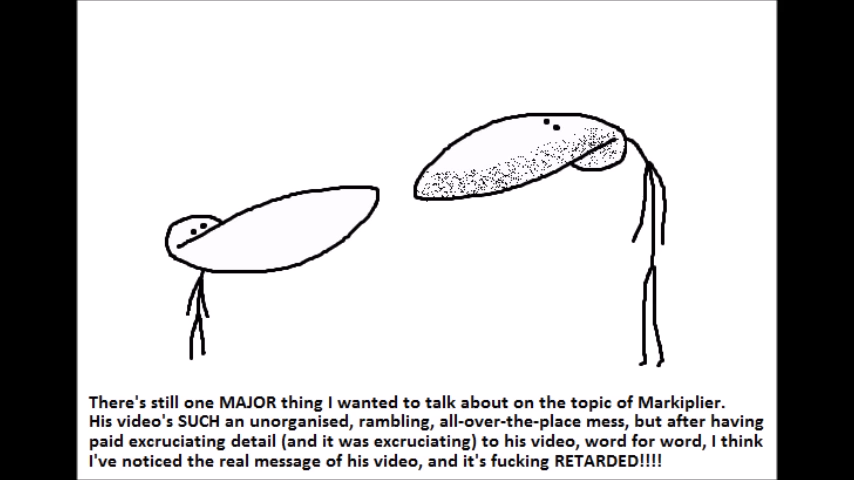 There's still one MAJOR thing I wanted to talk about on the topic of Markiplier.
His video's SUCH an unorganised, rambling, all-over-the-place mess, but after having
paid excruciating detail (and it was excruciating) to his video, word for word, I think
I've noticed the real message of his video, and it's fucking RETARDED!!!!